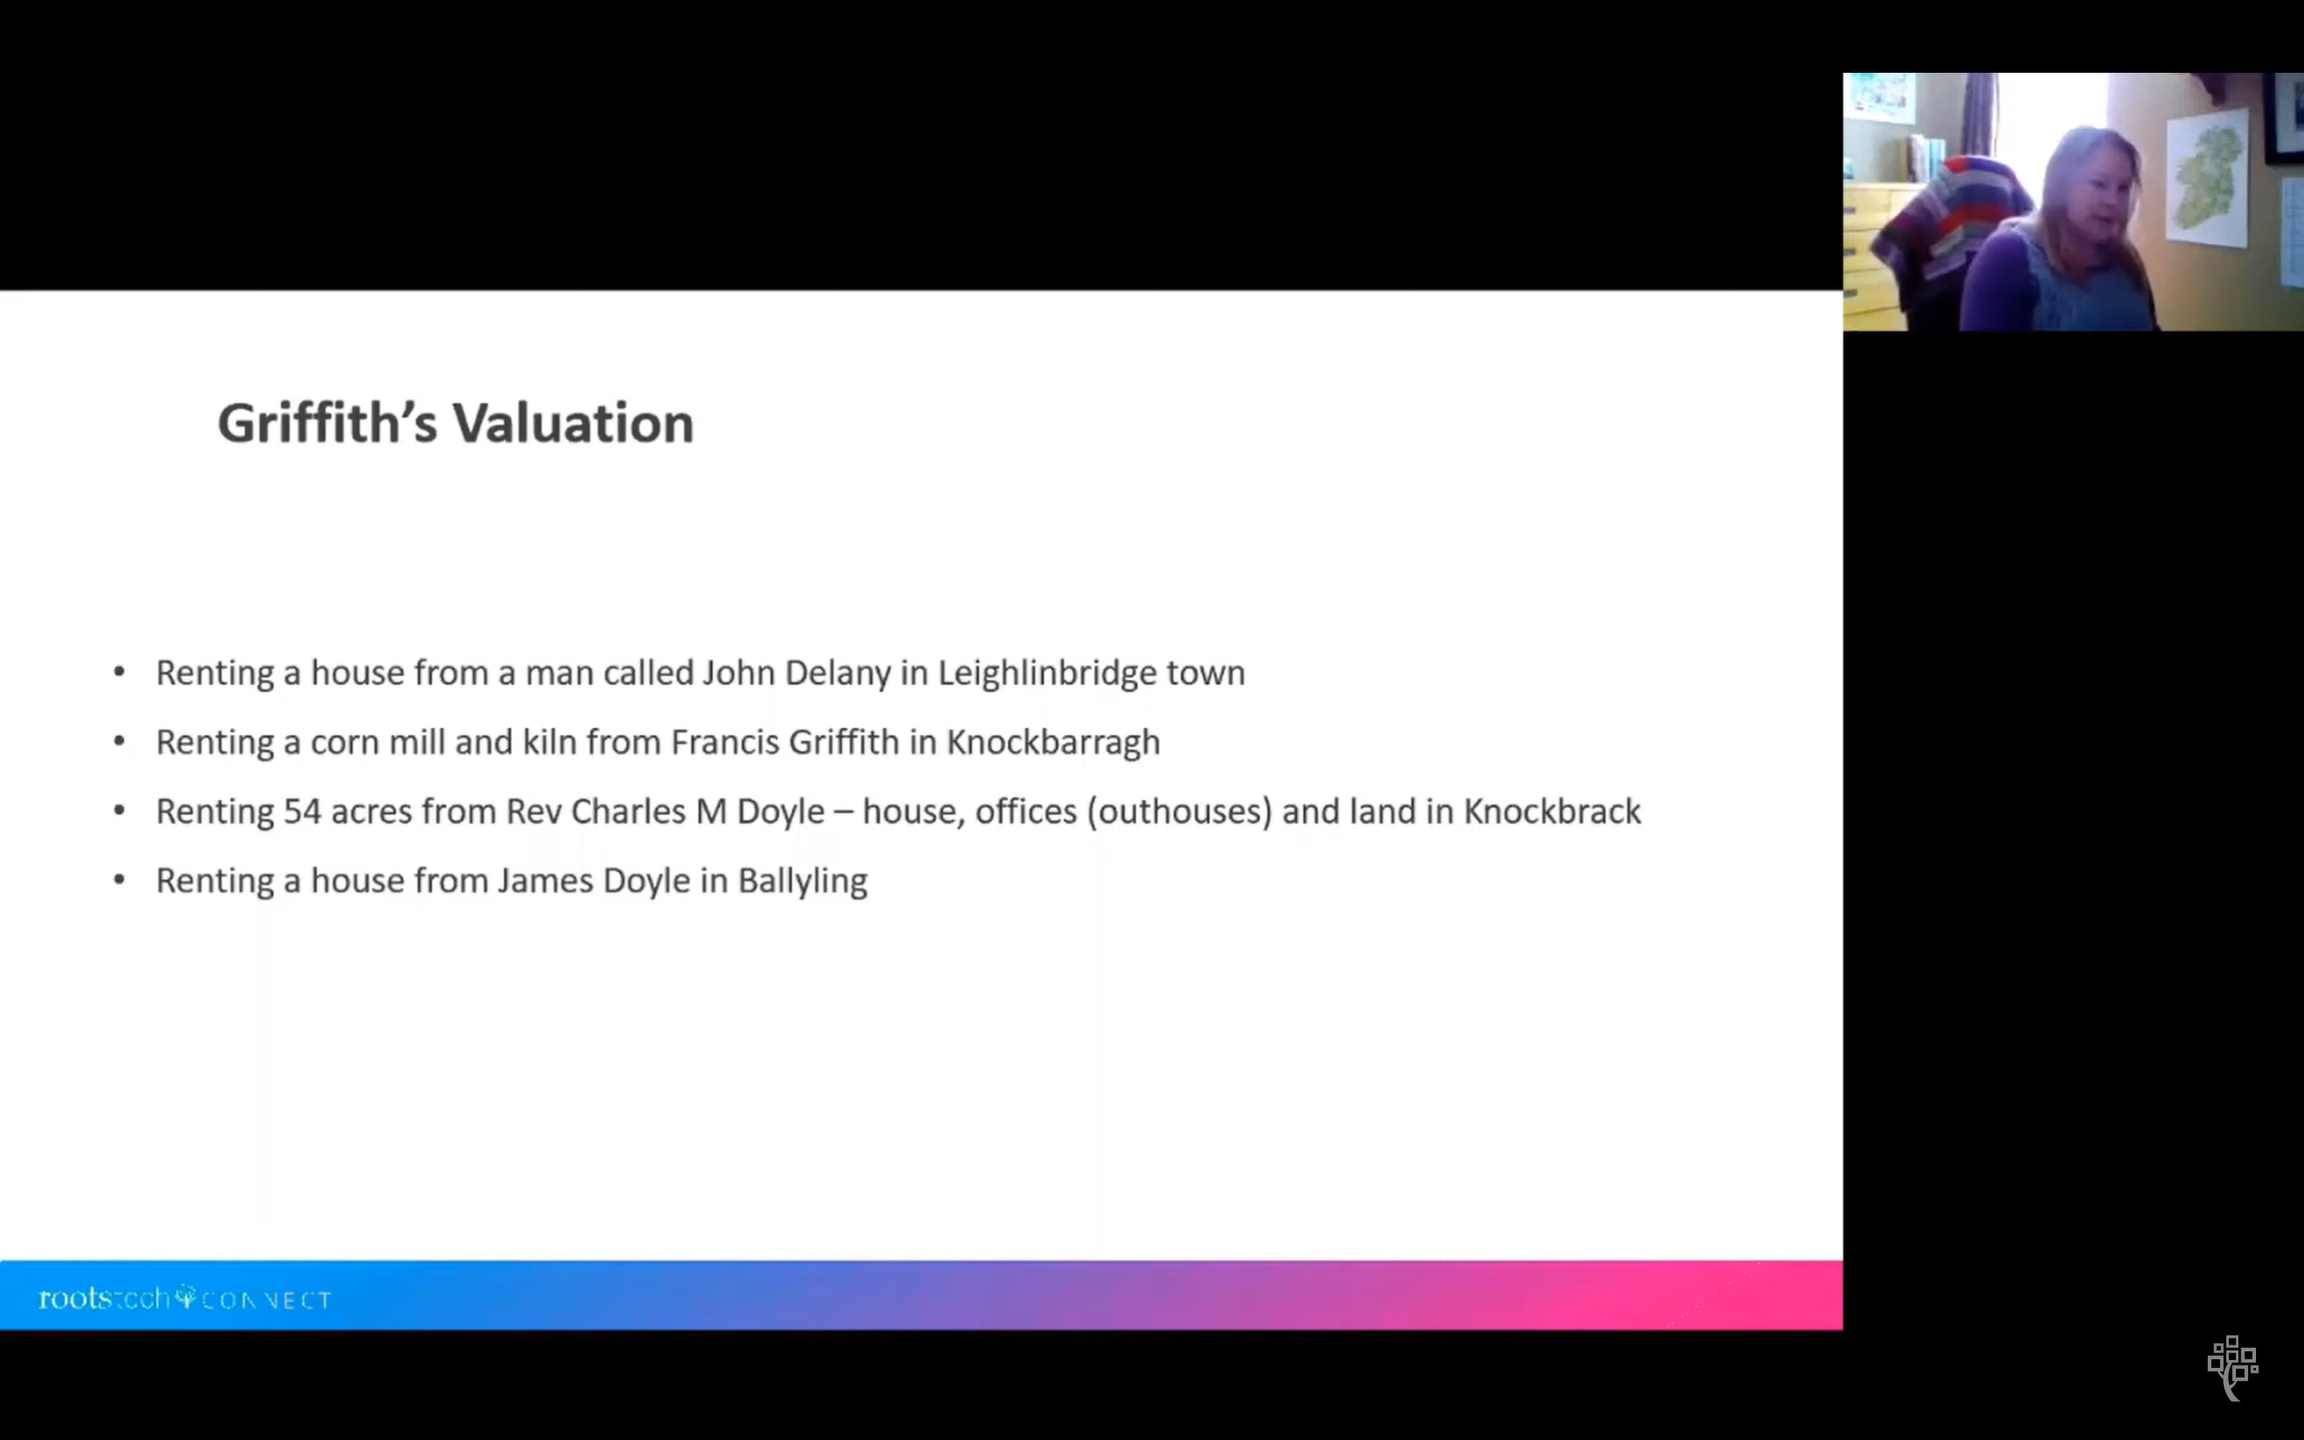 Griffith’s Valuation
• Renting a house from a man called John Delany in Leighlinbridge town
• Renting a corn mill and kiln from Francis Griffith in Knockbarragh
• Renting 54 acres from Rev Charles M Doyle – house, offices (outhouses) and land in Knockbrack
• Renting a house from James Doyle in Ballyling
rootstech CONNECT